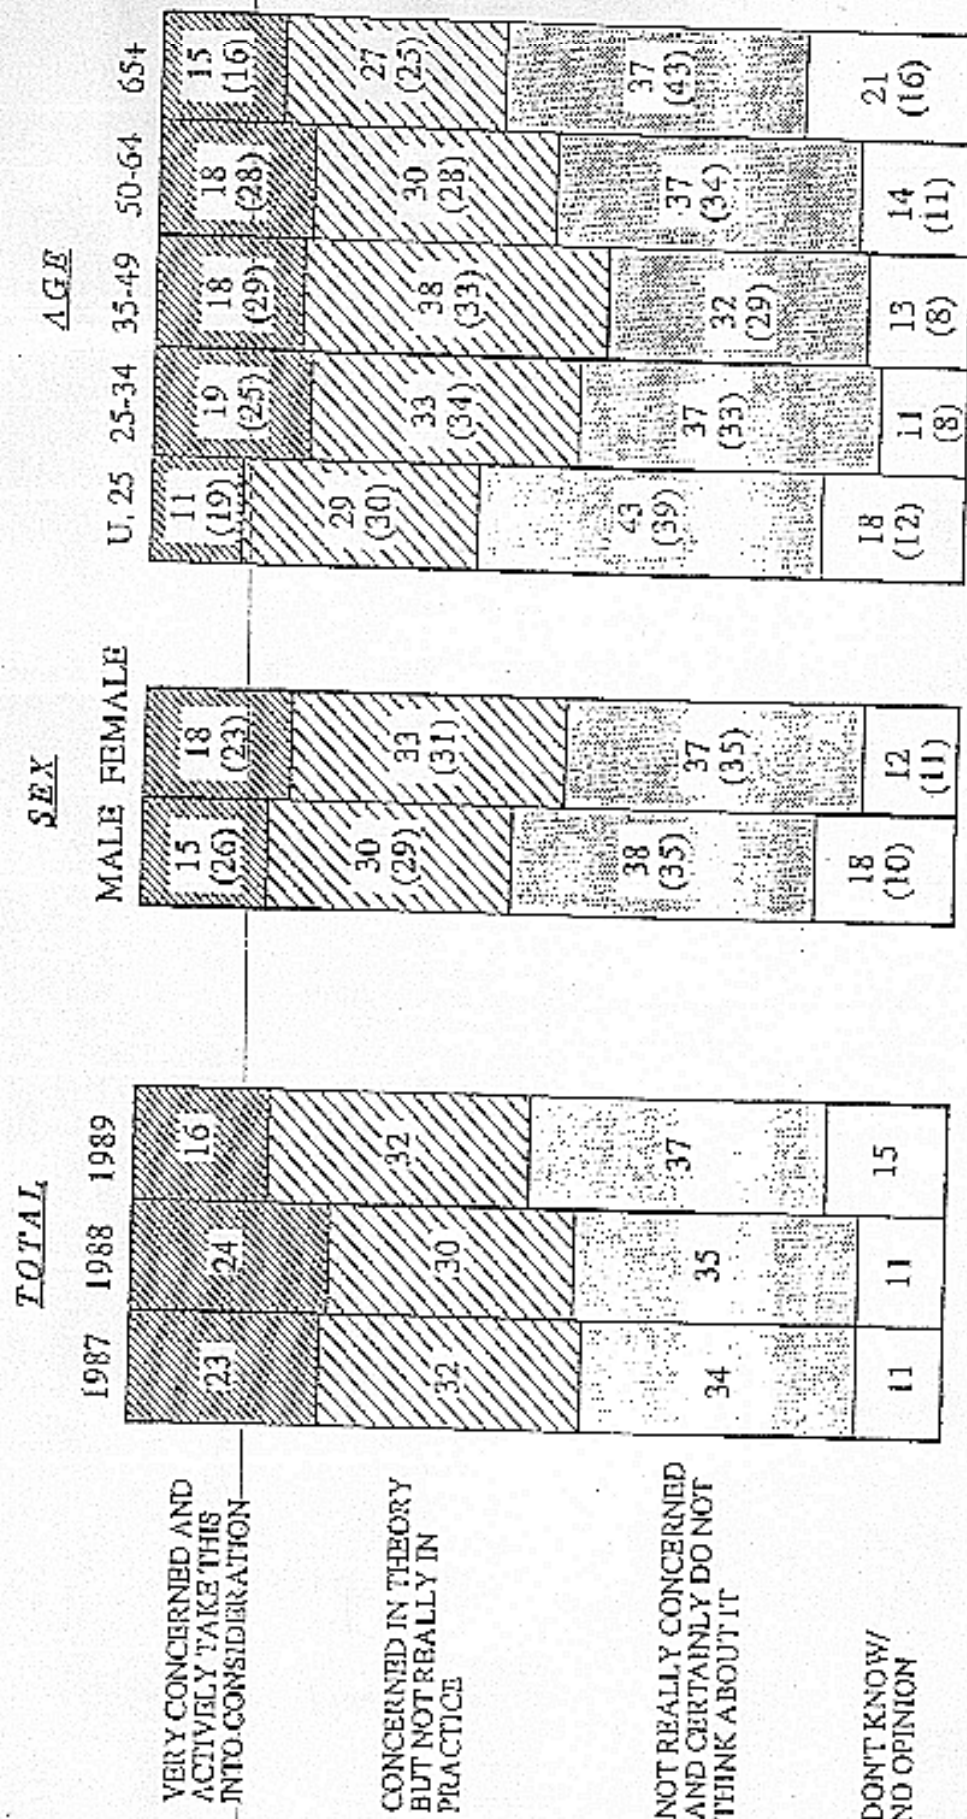 TOTAL
SEX
AGE
1987 1988 1989
MALE FEMALE
U. 25 25-34 35-49 50-64 65+
VERY CONCERNED AND
ACTIVELY TAKE THIS
INTO CONSIDERATION
23 24 16
15 18
11 19 18 18 15
(26) (23)
(19) (25) (29) (28) (16)
CONCERNED IN THEORY
BUT NOT REALLY IN
PRACTICE
32 30 32
30 33
29 33 38 30 27
(29) (31)
(30) (34) (33) (28) (25)
NOT REALLY CONCERNED
AND CERTAINLY DO NOT
THINK ABOUT IT
34 35 37
38 37
43 37 32 37 37
(35) (35)
(39) (33) (29) (34) (43)
DON'T KNOW/
NO OPINION
11 11 15
18 12
18 11 13 14 21
(10) (11)
(12) (8) (8) (11) (16)